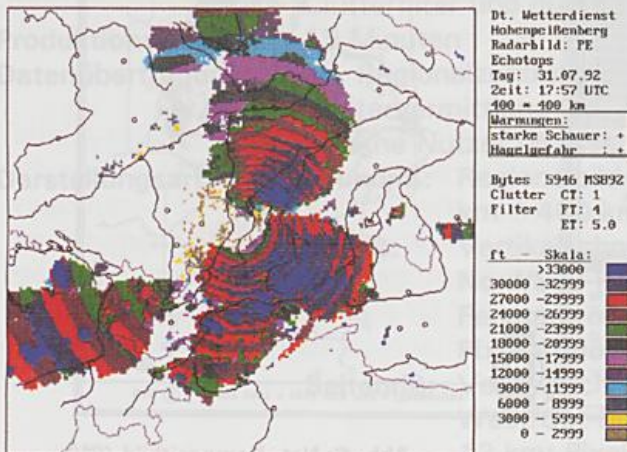 Dt. Wetterdienst
Hohenpeißenberg
Radarbild: PE
Echotops
Tag: 31.07.92
Zeit: 17:57 UTC
400 * 400 km
Warnungen:
starke Schauer: +
Hagelgefahr : +
Bytes 5946 MS89Z
Clutter CT: 1
Filter FT: 4
ET: 5.0
ft - Skala:
>33000
30000 -32999
27000 -29999
24000 -26999
21000 -23999
18000 -20999
15000 -17999
12000 -14999
9000 -11999
6000 - 8999
3000 - 5999
0 - 2999